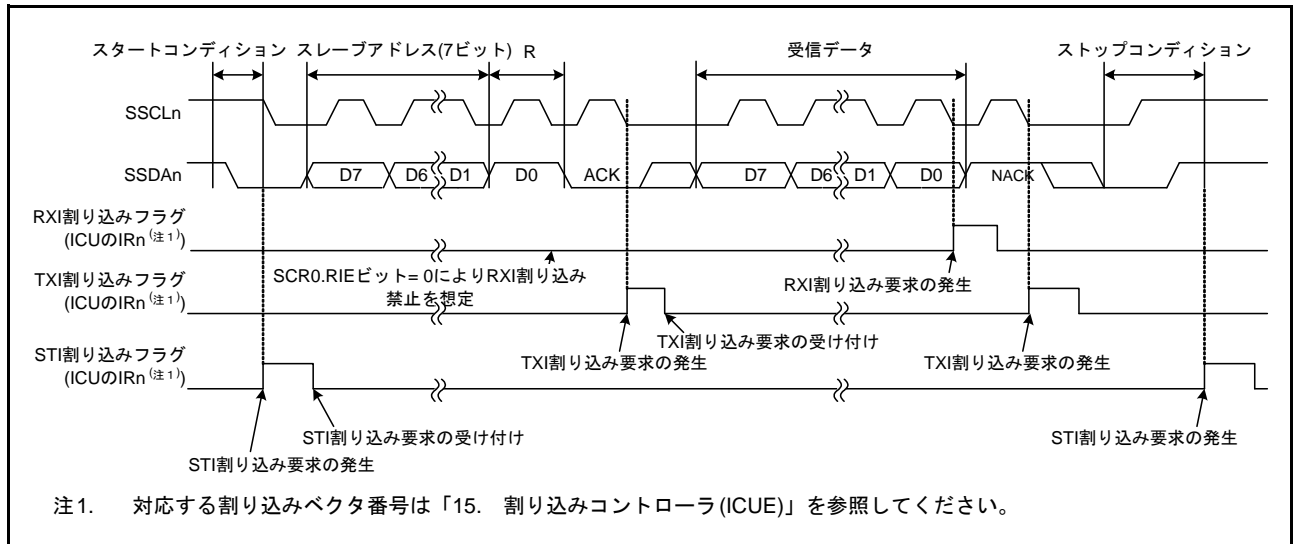 スタートコンディション スレーブアドレス(7ビット) R 受信データ ストップコンディション
SSCLn
SSDAn D7 D6 D1 D0 ACK D7 D6 D1 D0 NACK
RXI割り込みフラグ
(ICUのIRn(注1))
SCR0.RIEビット= 0によりRXI割り込み
禁止を想定
RXI割り込み要求の発生
TXI割り込みフラグ
(ICUのIRn(注1))
TXI割り込み要求の受け付け
TXI割り込み要求の発生
TXI割り込み要求の発生
STI割り込みフラグ
(ICUのIRn(注1))
STI割り込み要求の受け付け
STI割り込み要求の発生
STI割り込み要求の発生
注1. 対応する割り込みベクタ番号は「15. 割り込みコントローラ(ICUE)」を参照してください。